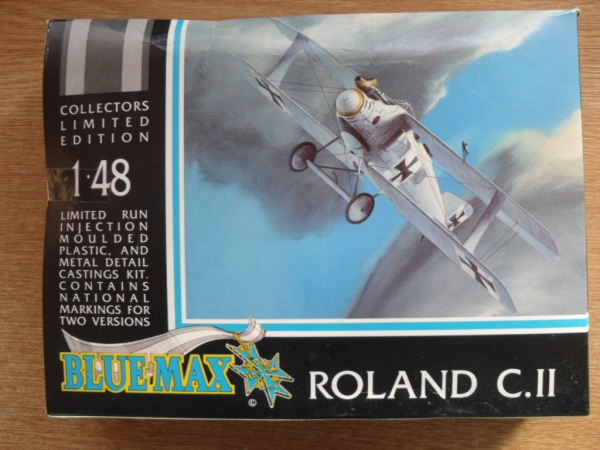 COLLECTORS
LIMITED
EDITION
1·48
LIMITED RUN
INJECTION
MOULDED
PLASTIC, AND
METAL DETAIL
CASTINGS KIT.
CONTAINS
NATIONAL
MARKINGS FOR
TWO VERSIONS
BLUE-MAX
©
ROLAND C.II